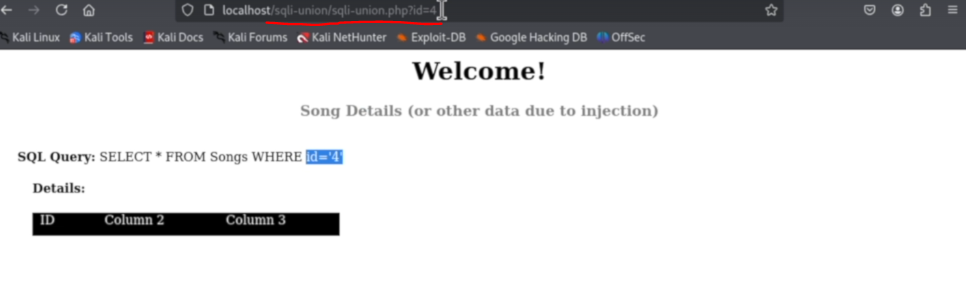 localhost/sqli-union/sqli-union.php?id=4
Kali Linux Kali Tools Kali Docs Kali Forums Kali NetHunter Exploit-DB Google Hacking DB OffSec
Welcome!
Song Details (or other data due to injection)
SQL Query: SELECT * FROM Songs WHERE id='4'
Details:
ID Column 2 Column 3